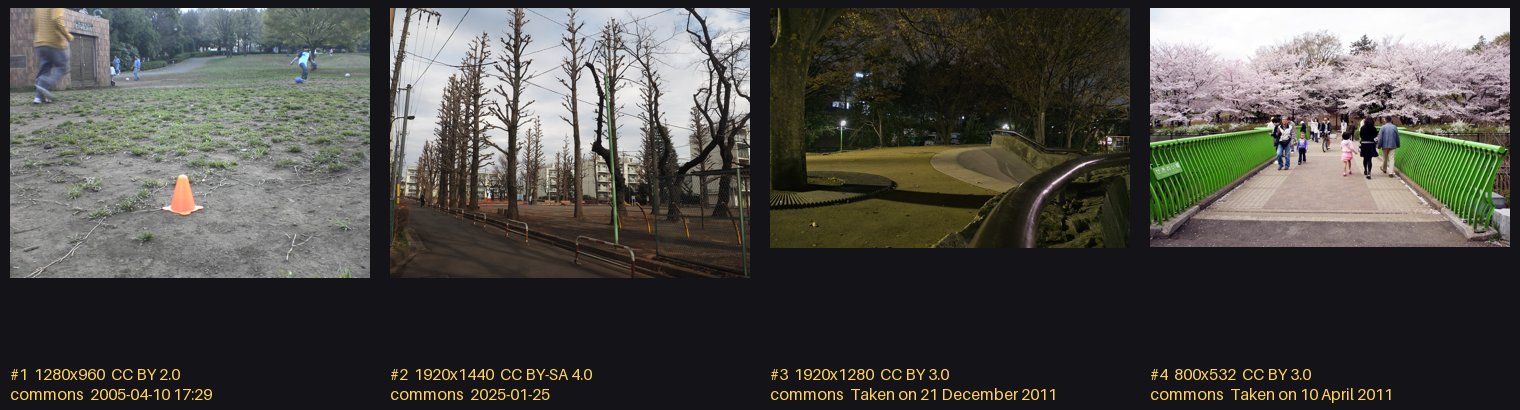 #1 1280x960 CC BY 2.0
commons 2005-04-10 17:29
#2 1920x1440 CC BY-SA 4.0
commons 2025-01-25
#3 1920x1280 CC BY 3.0
commons Taken on 21 December 2011
#4 800x532 CC BY 3.0
commons Taken on 10 April 2011